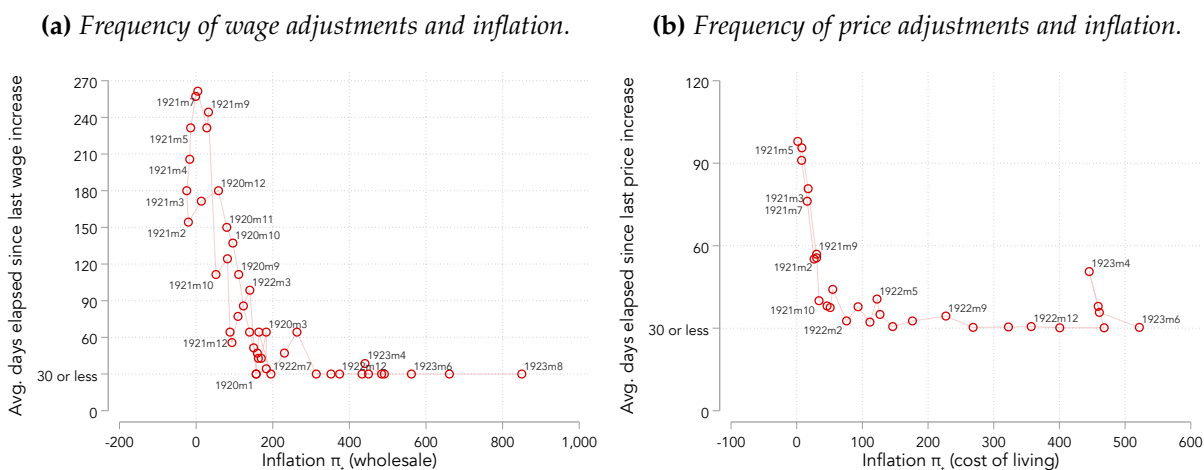 (a) Frequency of wage adjustments and inflation.
Avg. days elapsed since last wage increase
270
240
210
180
150
120
90
60
30 or less
0
1921m7
1921m9
1921m5
1921m4
1921m3
1920m12
1921m2
1920m11
1920m10
1920m9
1921m10
1922m3
1920m3
1921m12
1923m4
1922m7
1922m12
1923m6
1923m8
1920m1
-200
0
200
400
600
800
1,000
Inflation π (wholesale)
(b) Frequency of price adjustments and inflation.
Avg. days elapsed since last price increase
120
90
60
30 or less
0
1921m5
1921m3
1921m7
1921m9
1921m2
1923m4
1922m5
1921m10
1922m9
1922m2
1922m12
1923m6
-100
0
100
200
300
400
500
600
Inflation π (cost of living)